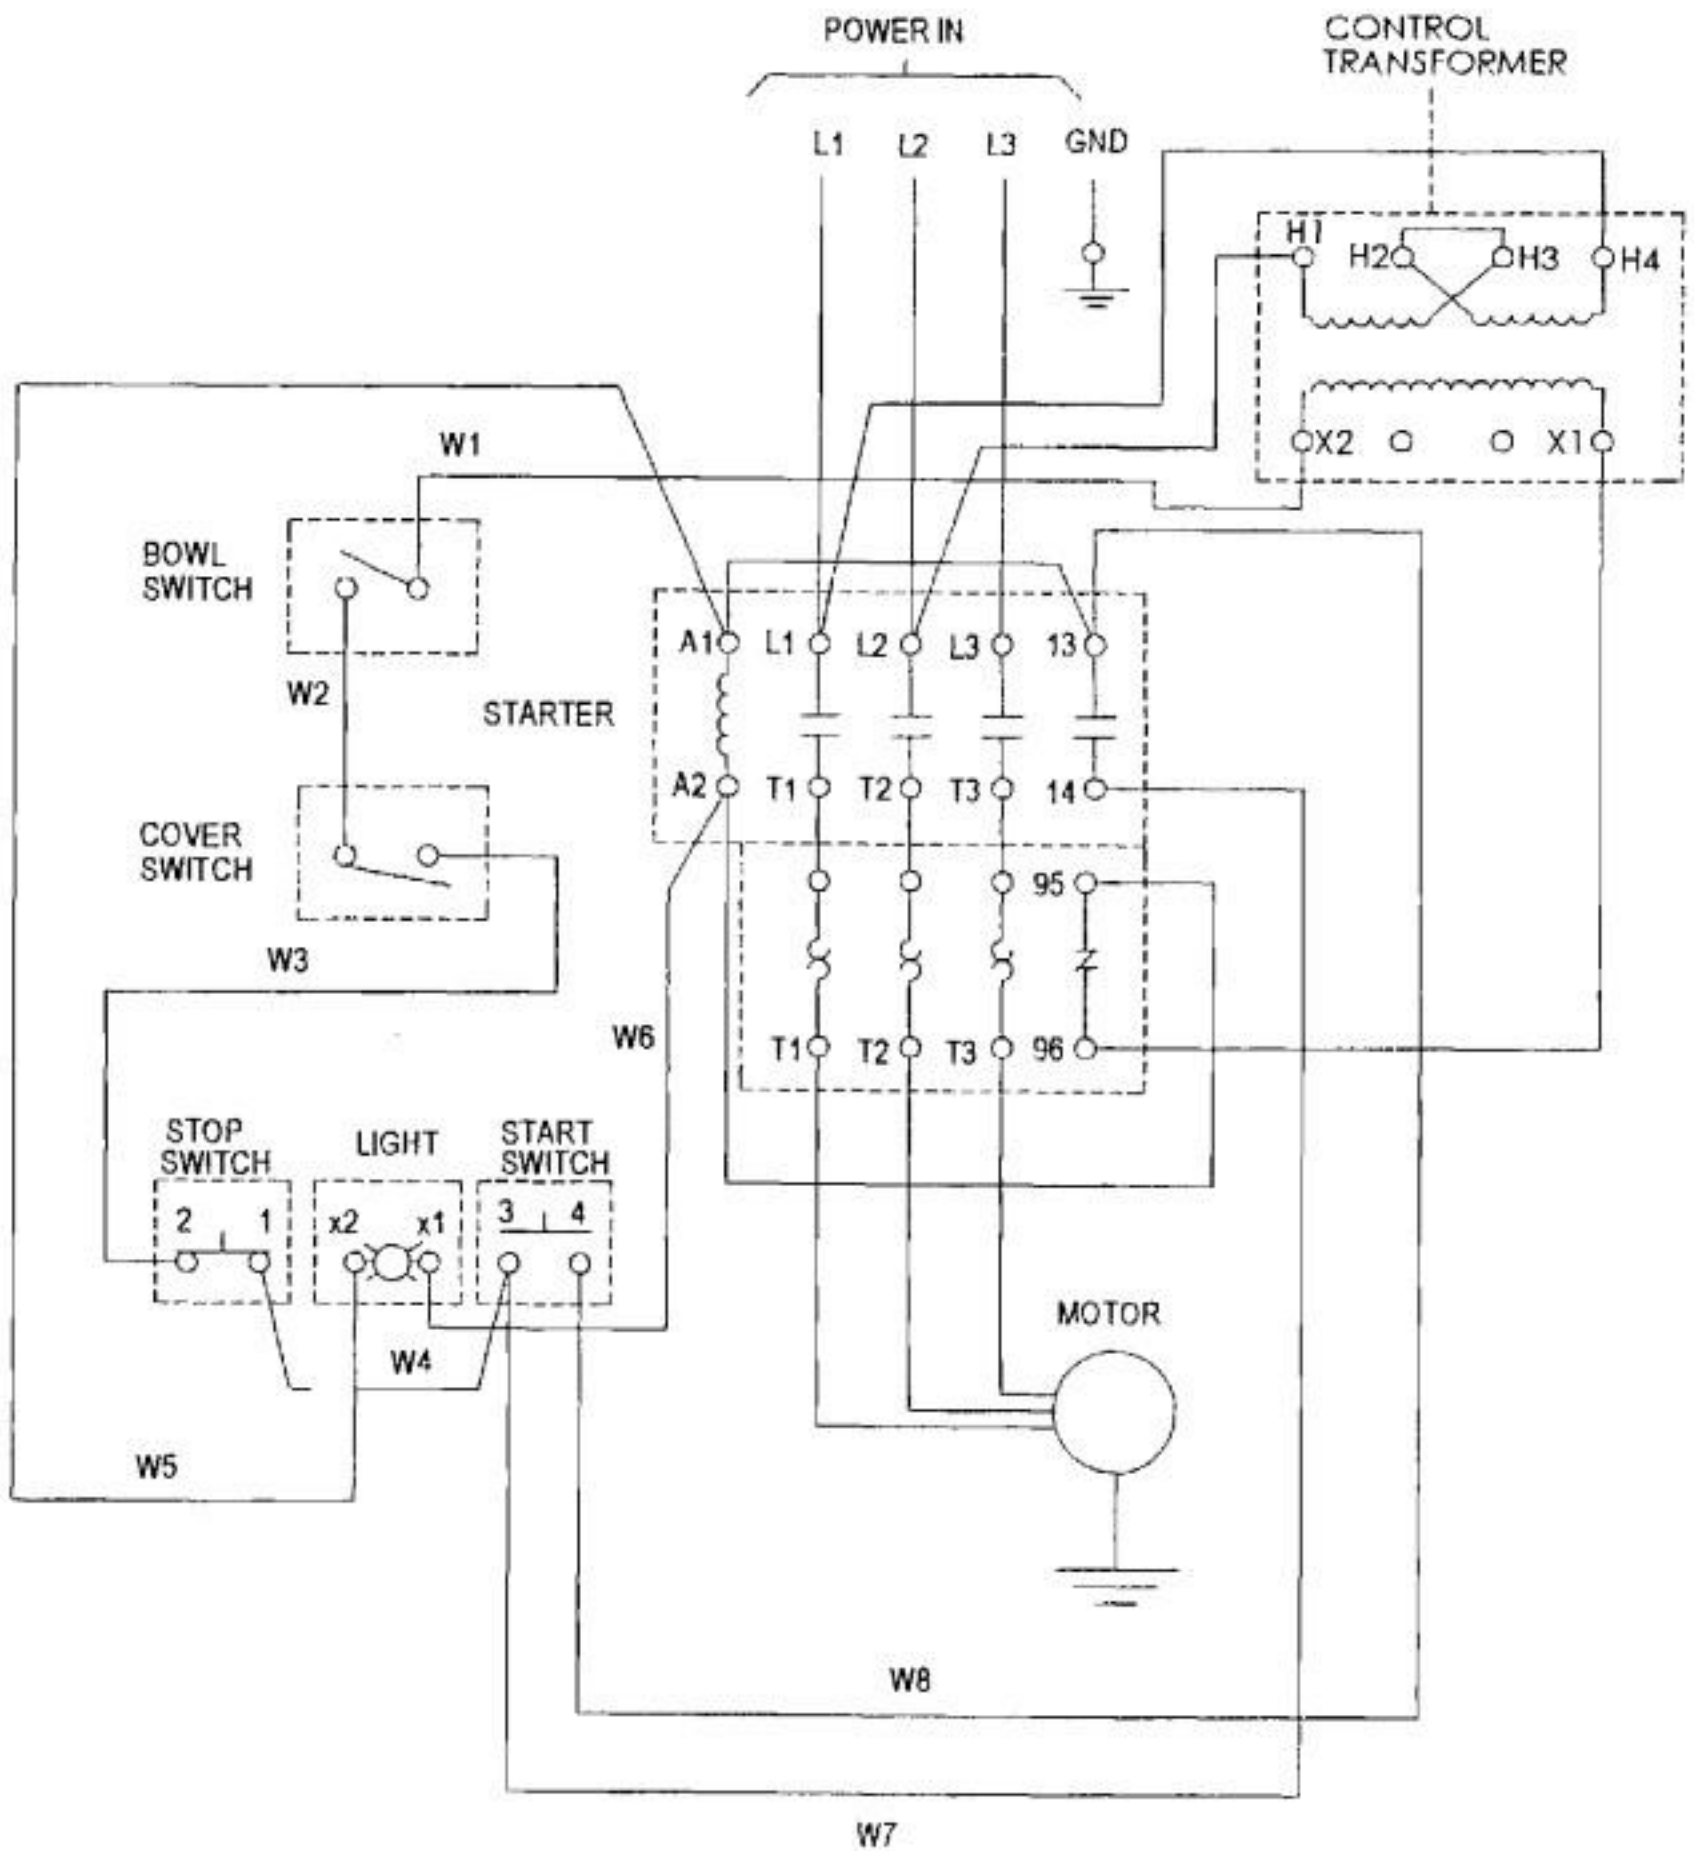 POWER IN
CONTROL
TRANSFORMER
L1 L2 L3 GND
H1 H2 H3 H4
X2 X1
W1
BOWL
SWITCH
W2
STARTER
A1 L1 L2 L3 13
A2 T1 T2 T3 14
COVER
SWITCH
95
W3
W6
T1 T2 T3 96
STOP
SWITCH
LIGHT
START
SWITCH
2 1 x2 x1 3 4
MOTOR
W4
W5
W8
W7